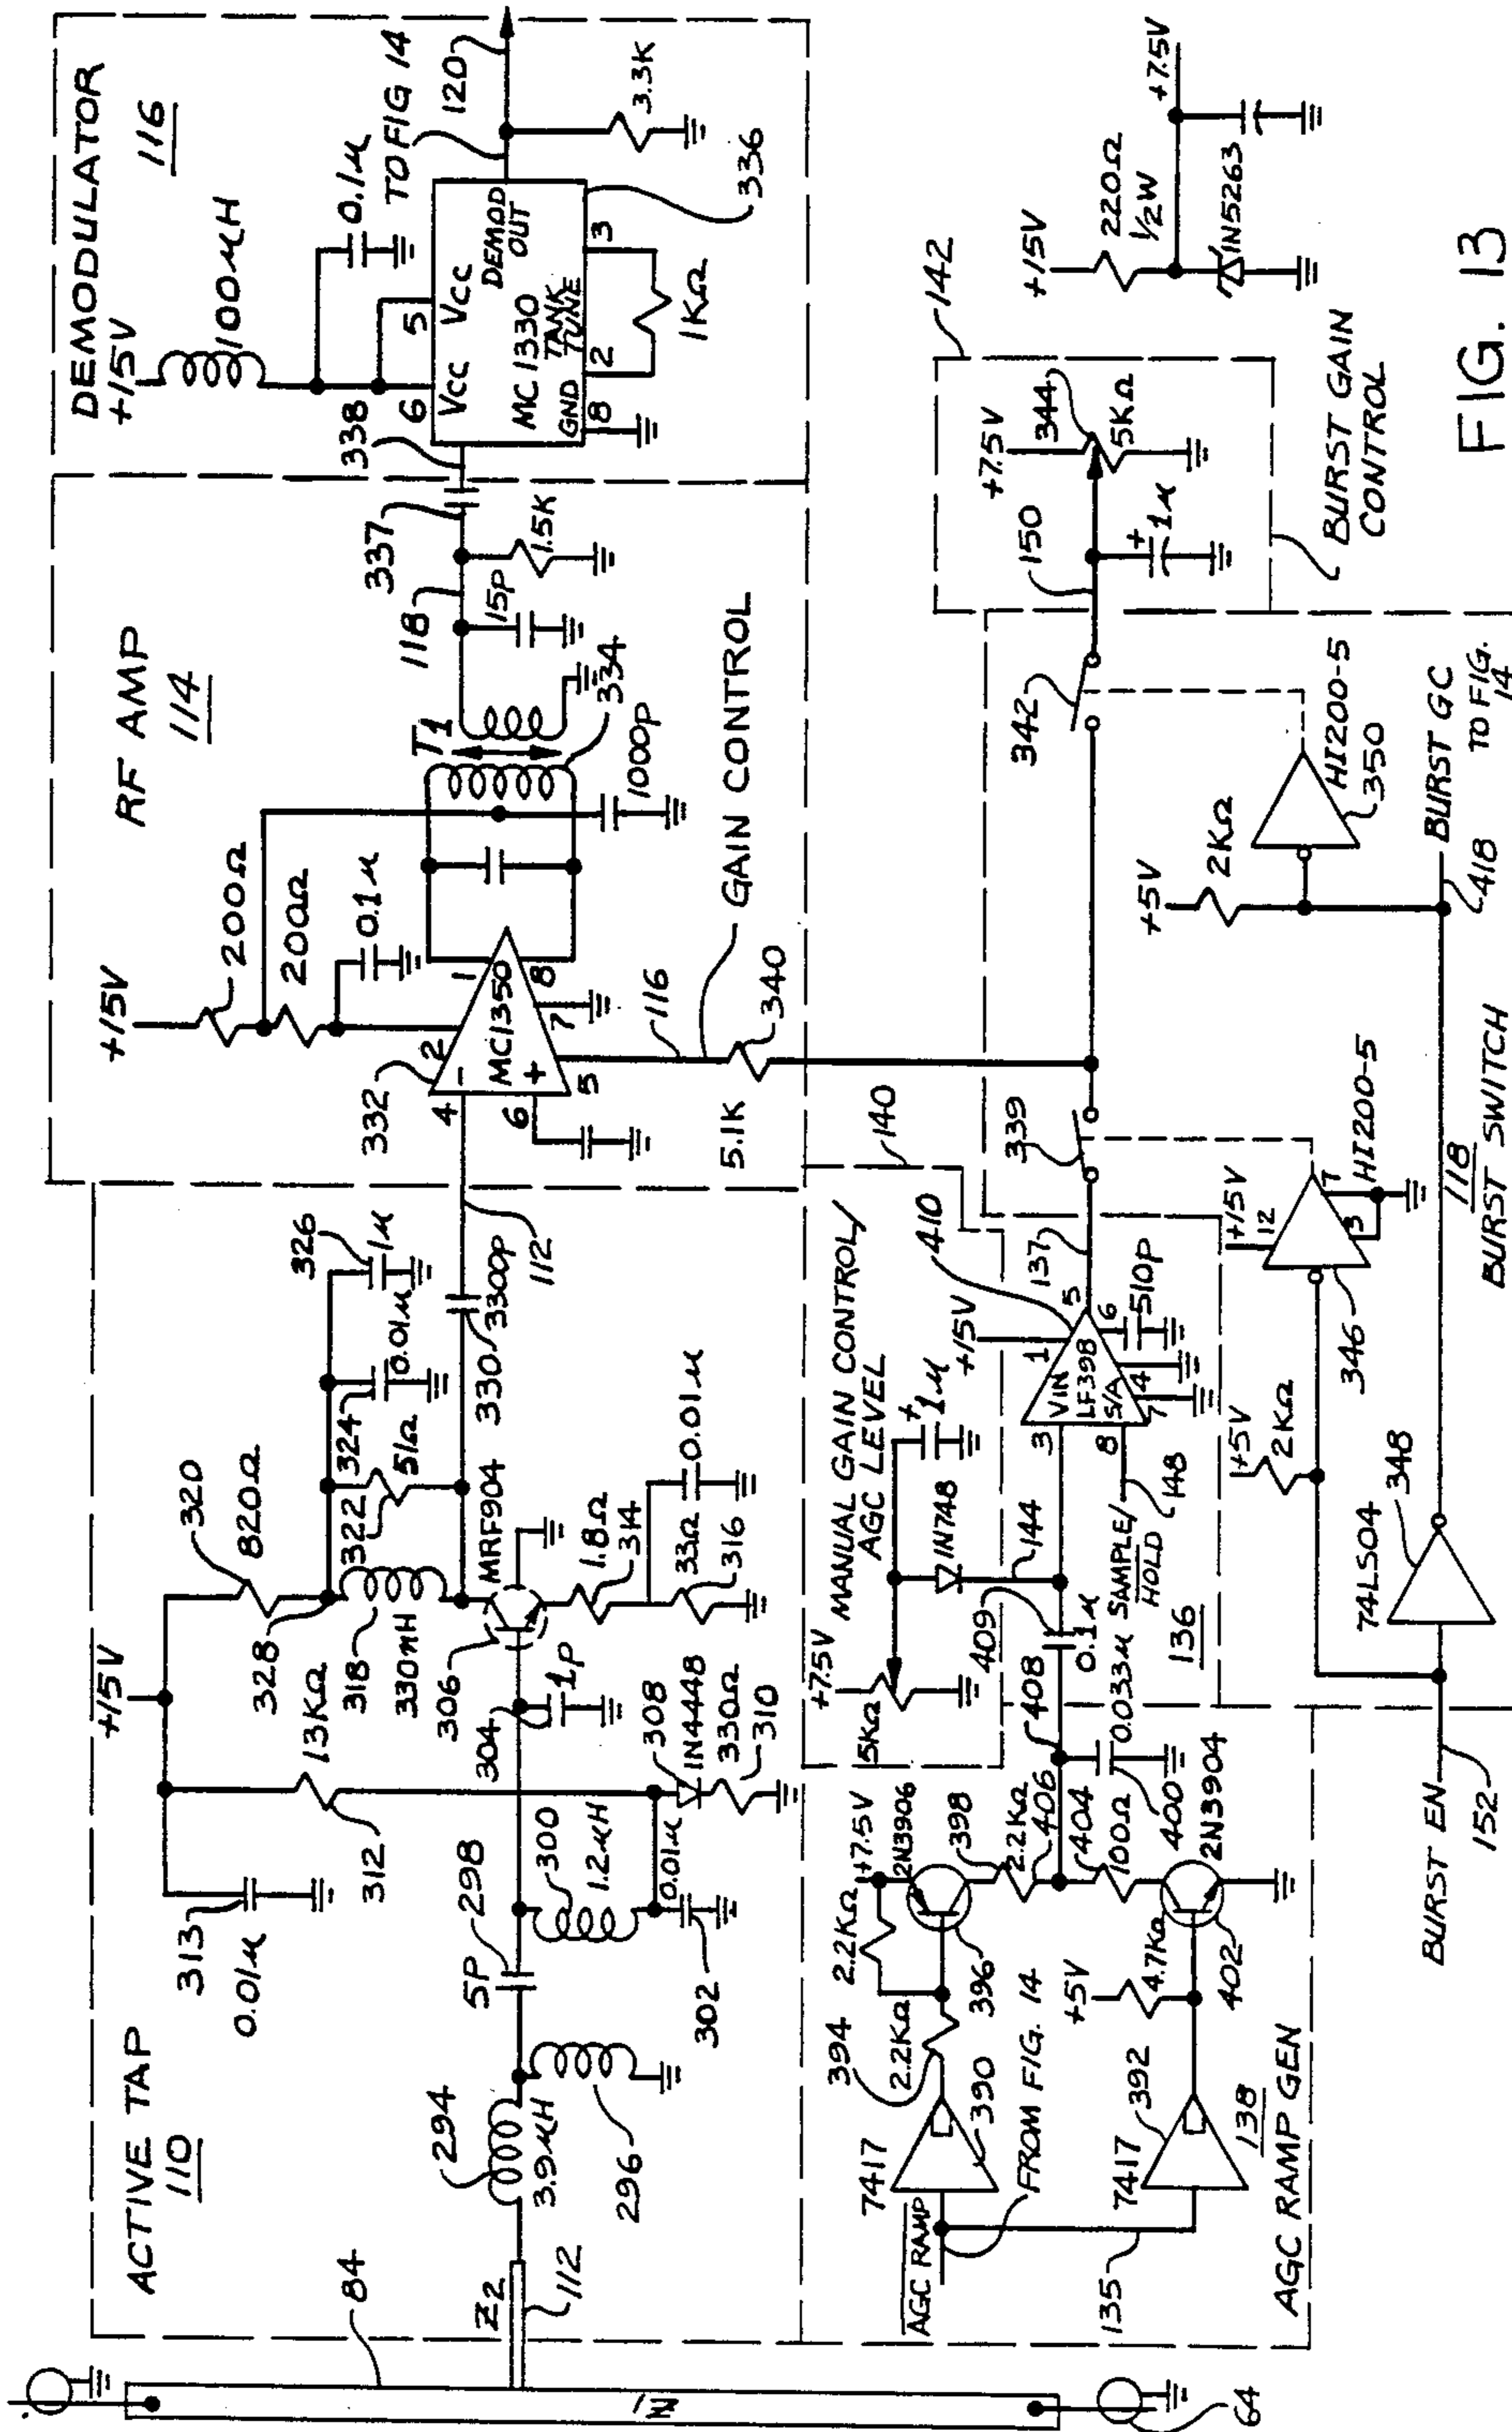 ACTIVE TAP
110
84
Z2
112
Z1
64
294
3.9µH
296
5P
298
300
1.2µH
0.01µ
302
313
0.01µ
312
13KΩ
+15V
304
1P
308
1N4448
330Ω
310
306
MRF904
328
318
330nH
320
820Ω
322
51Ω
324
0.01µ
326
1µ
1.8Ω
314
33Ω
316
0.01µ
330
3300P
112
RF AMP
114
+15V
200Ω
200Ω
0.1µ
332
4
2
-
MC1350
+
6
5
1
8
7
T1
334
1000P
118
15P
1.5K
337
116
GAIN CONTROL
5.1K
340
DEMODULATOR
116
+15V
100µH
0.1µ
338
6
5
VCC
VCC
MC1330
DEMOD
OUT
TANK
TUNE
GND
8
2
3
1KΩ
336
TO FIG 14
120
3.3K
AGC RAMP
FROM FIG. 14
135
7417
390
7417
392
138
AGC RAMP GEN
394
2.2KΩ
2.2KΩ
+7.5V
2N3906
396
398
2.2KΩ
406
404
100Ω
400
0.033µ
2N3904
402
+5V
4.7KΩ
408
409
0.1µ
MANUAL GAIN CONTROL/
AGC LEVEL
140
+7.5V
5KΩ
1N748
+
1µ
144
SAMPLE/
HOLD
136
148
3
8
VIN
LF398
S/A
7
4
1
5
6
510P
+15V
410
137
339
342
150
142
+7.5V
344
5KΩ
+
1µ
BURST GAIN
CONTROL
+15V
220Ω
1/2W
1N5263
+7.5V
BURST EN
152
74LS04
348
+5V
2KΩ
346
+15V
12
3
7
HI200-5
118
BURST SWITCH
+5V
2KΩ
HI200-5
350
418
BURST GC
TO FIG.
14
FIG. 13